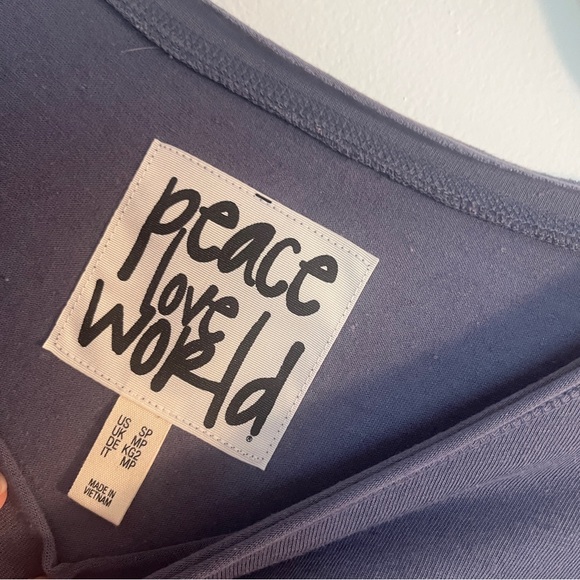 peace
love
world
®
US SP
UK MP
DE KG2
IT MP
MADE IN
VIETNAM